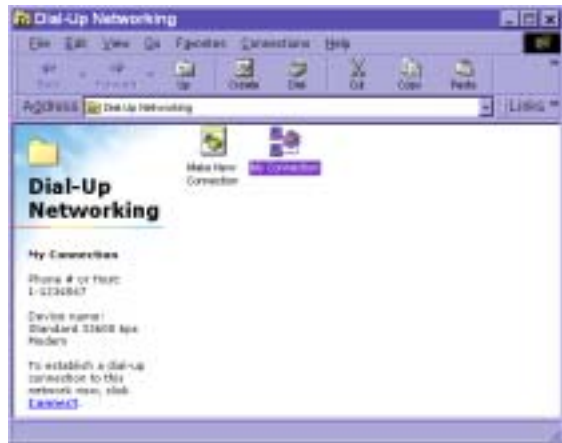 Dial-Up Networking
File Edit View Go Favorites Connections Help
Back Forward Up Create Dial Cut Copy Paste
Address Dial-Up Networking Links
Make New Connection
My Connection
Dial-Up
Networking
My Connection
Phone # or Host:
Device name:
Standard 33600 bps
Modem
To establish a dial-up
connection to this
network now, click
Connect.